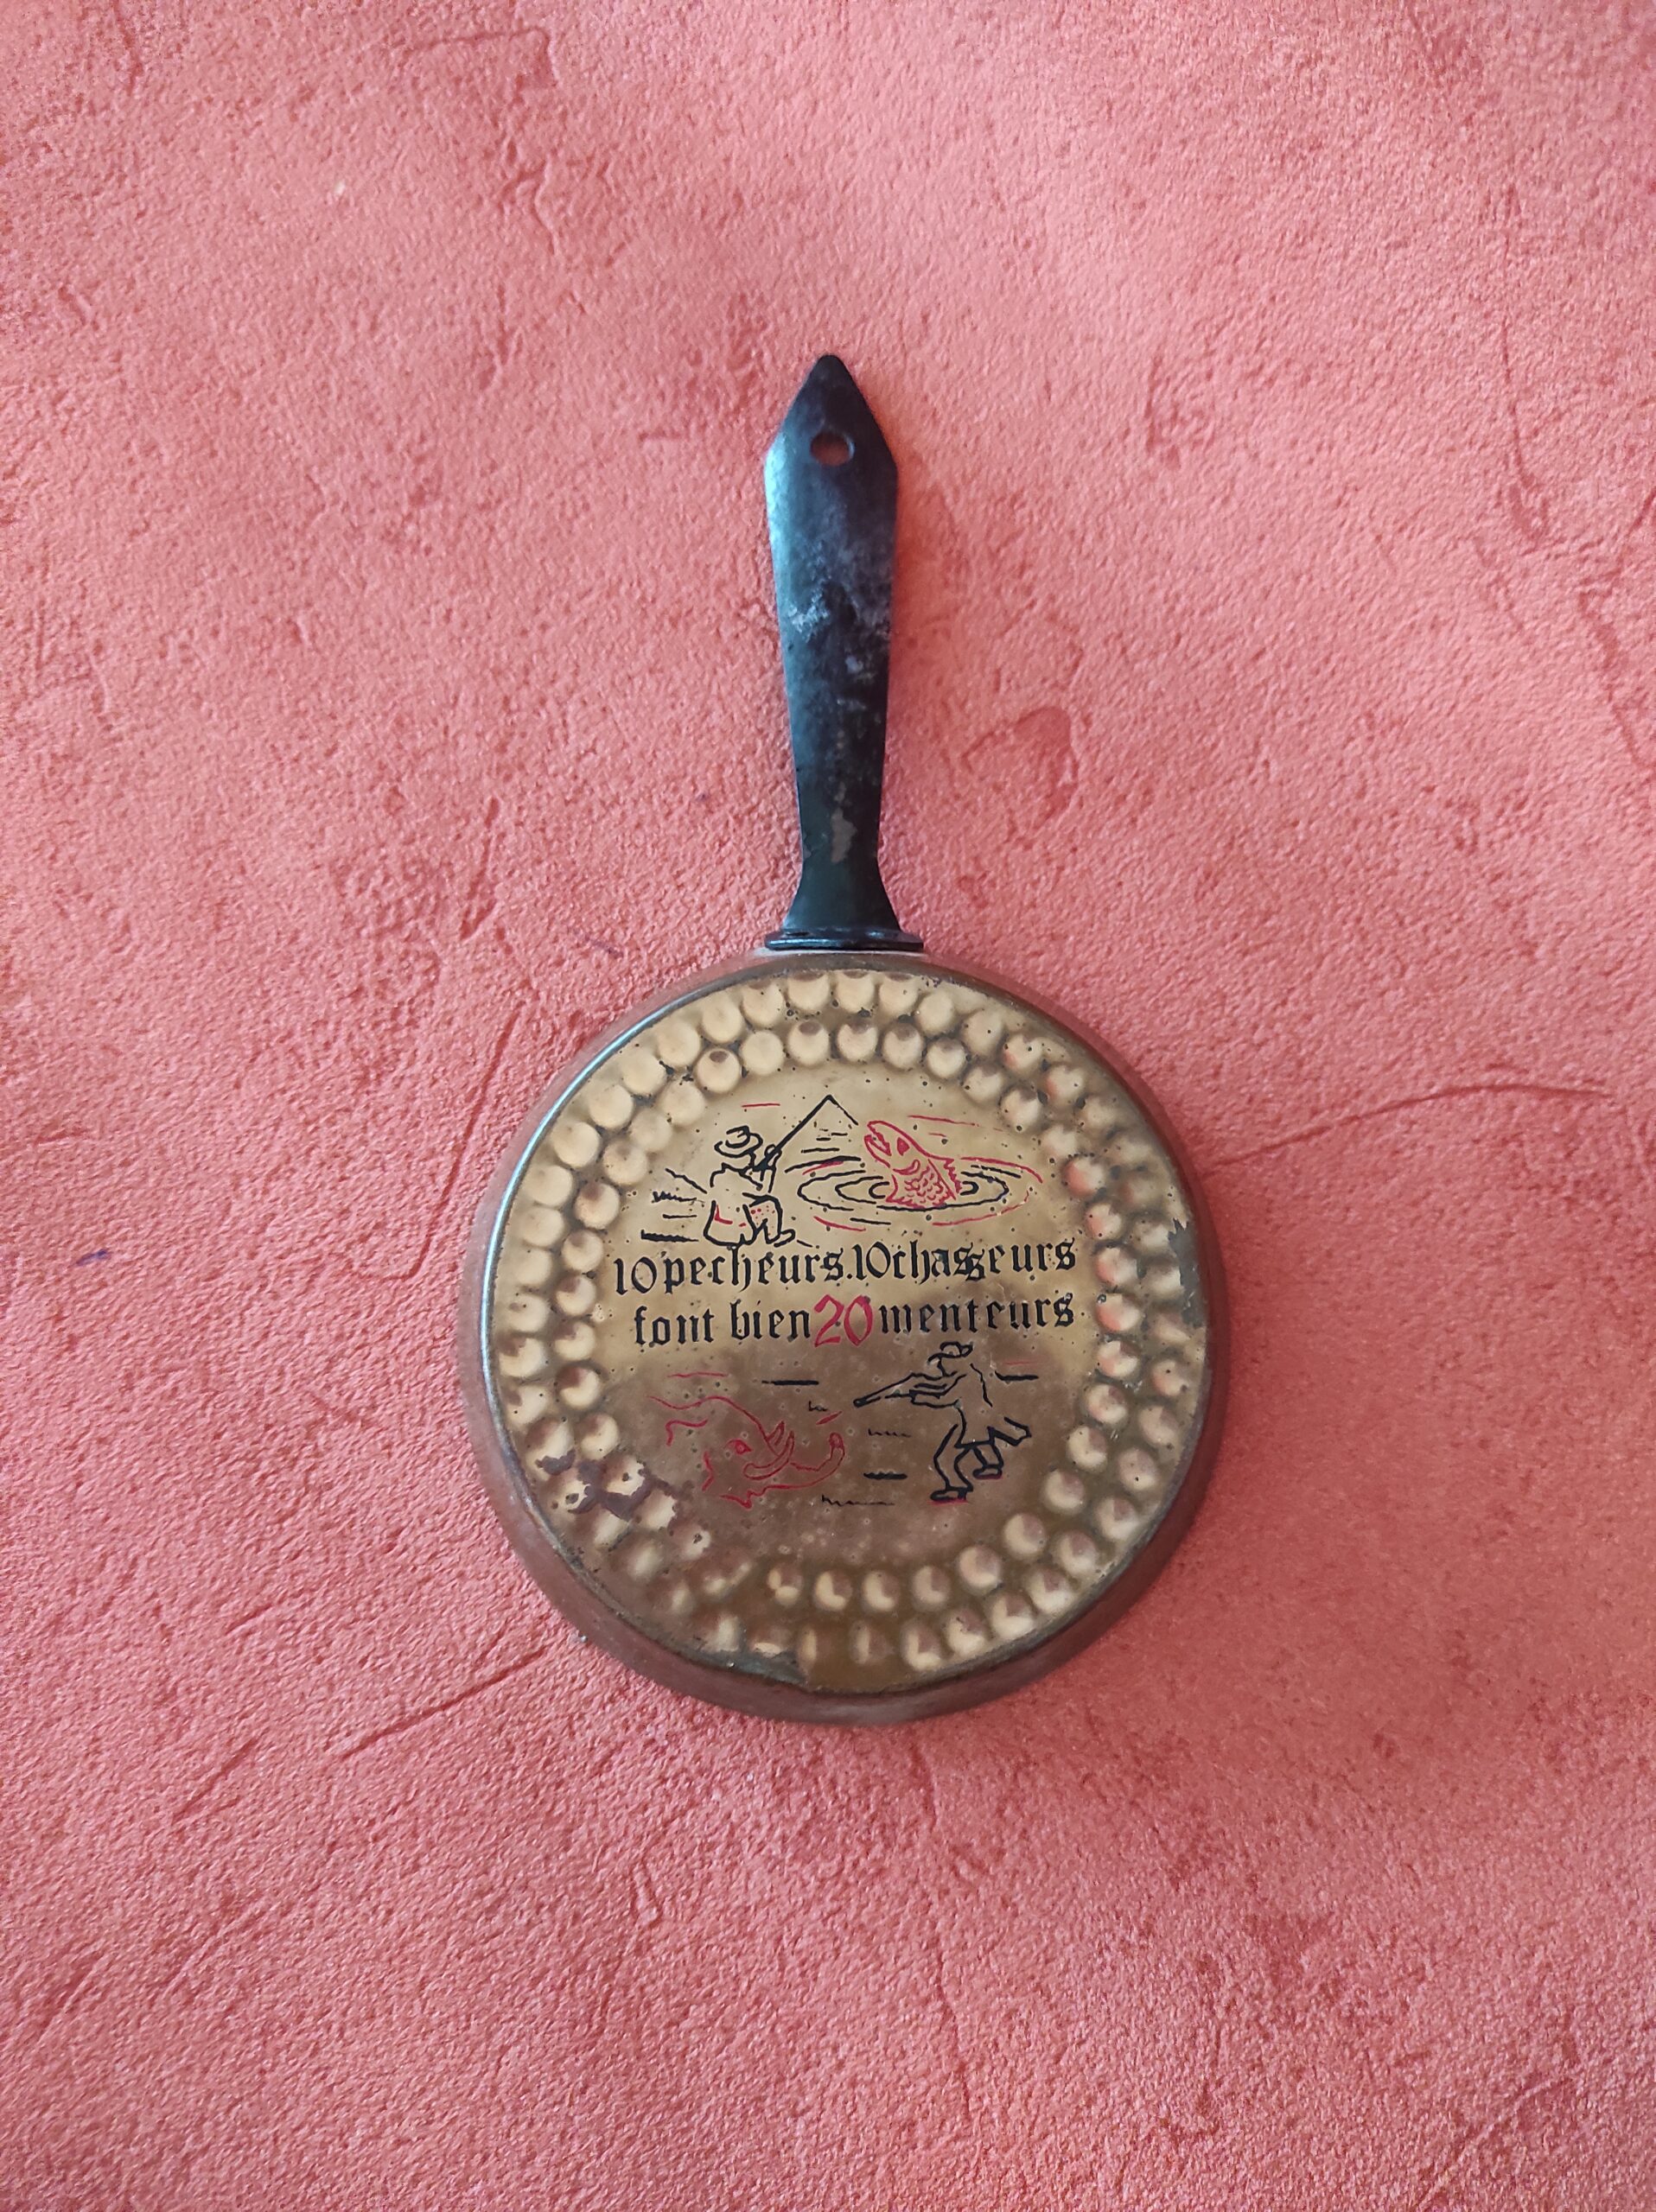 10 pecheurs. 10 chasseurs
font bien 20 menteurs